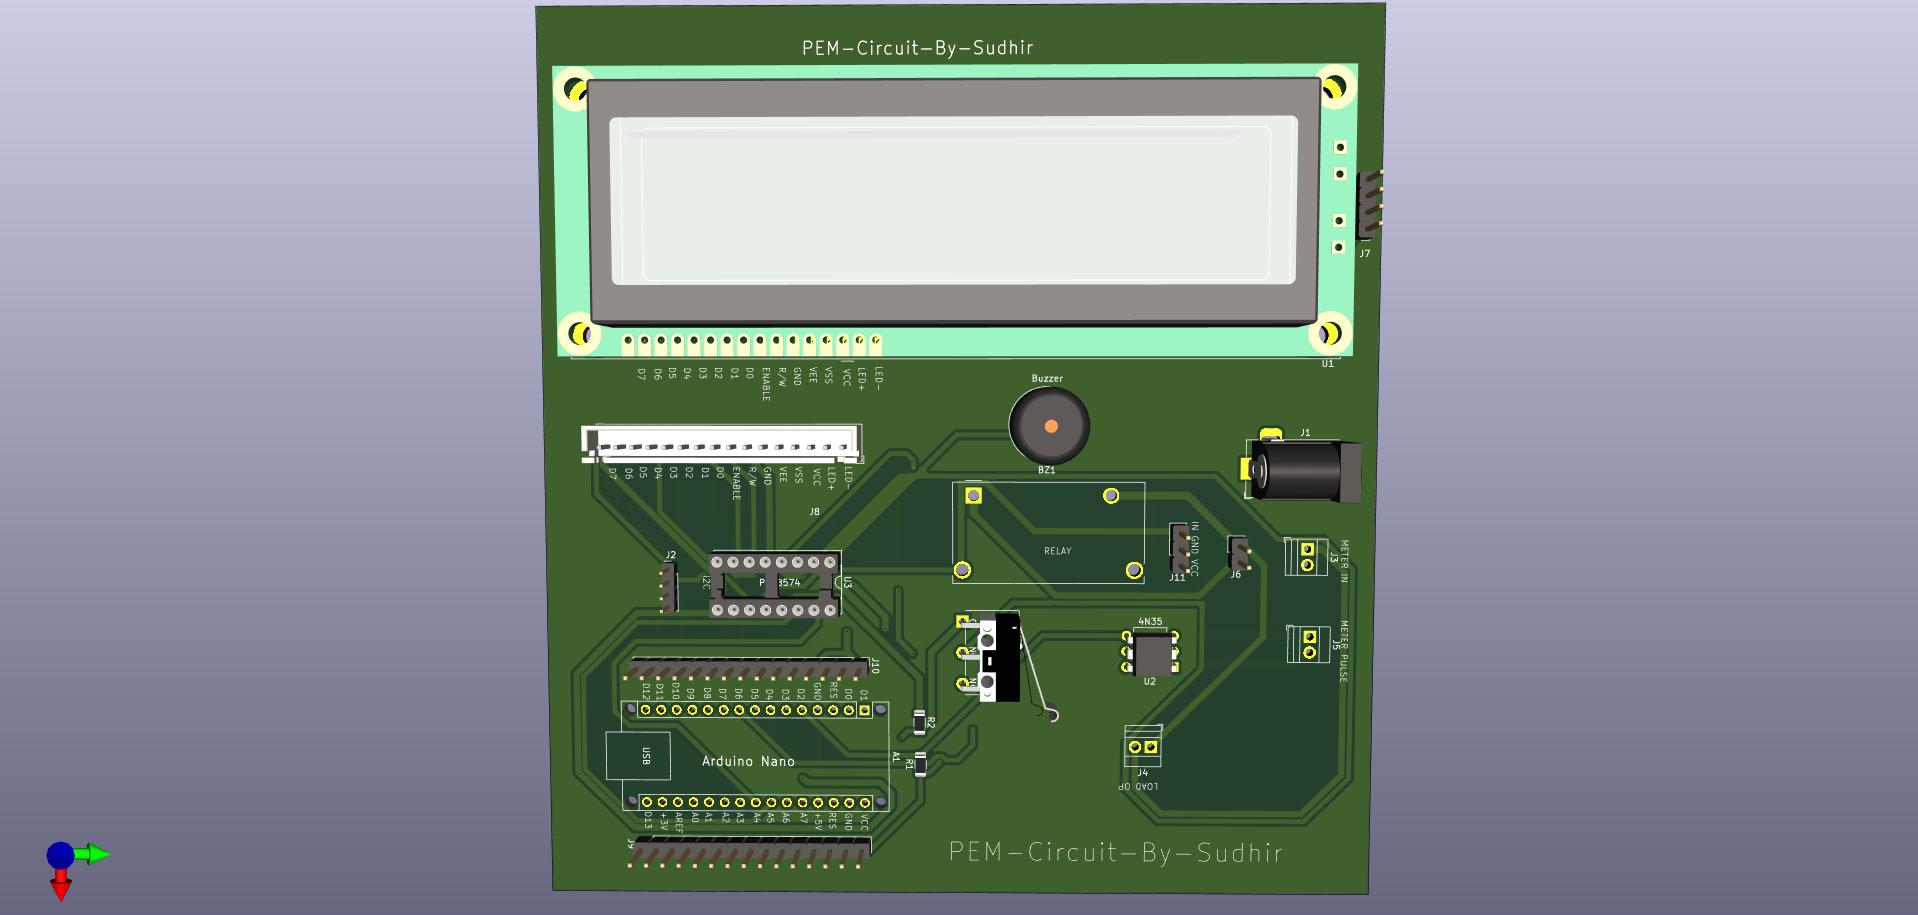 PEM-Circuit-By-Sudhir
J7
U1
D7 D6 D5 D4 D3 D2 D1 D0 ENABLE R/W GND VEE VSS VCC LED+ LED-
Buzzer
BZ1
J1
D7 D6 D5 D4 D3 D2 D1 D0 ENABLE R/W GND VEE VSS VCC LED+ LED-
J8
RELAY
IN GND VCC
J11
J6
J3
METER IN
J2
I2C
U3
4N35
U2
J5
METER PULSE
J10
D12 D11 D10 D9 D8 D7 D6 D5 D4 D3 D2 GND RES D0 D1
R2
USB
Arduino Nano
A1
R1
J4
LOAD OP
D13 +3V AREF A0 A1 A2 A3 A4 A5 A6 A7 +5V RES GND VCC
J9
PEM-Circuit-By-Sudhir